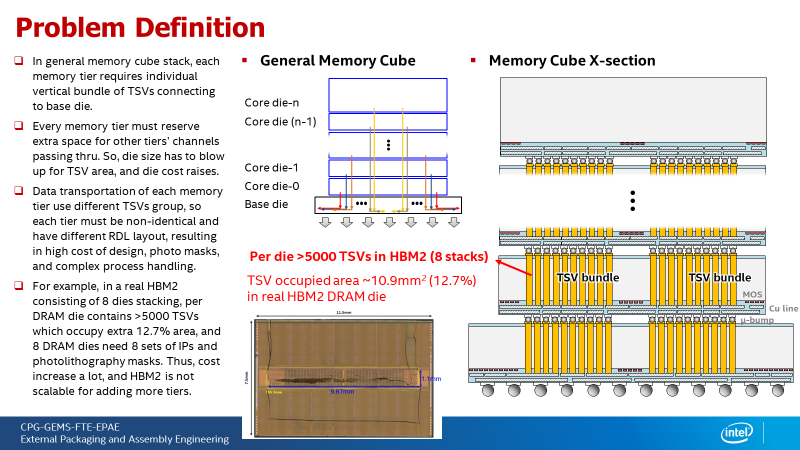 Problem Definition
In general memory cube stack, each
memory tier requires individual
vertical bundle of TSVs connecting
to base die.
Every memory tier must reserve
extra space for other tiers' channels
passing thru. So, die size has to blow
up for TSV area, and die cost raises.
Data transportation of each memory
tier use different TSVs group, so
each tier must be non-identical and
have different RDL layout, resulting
in high cost of design, photo masks,
and complex process handling.
For example, in a real HBM2
consisting of 8 dies stacking, per
DRAM die contains >5000 TSVs
which occupy extra 12.7% area, and
8 DRAM dies need 8 sets of IPs and
photolithography masks. Thus, cost
increase a lot, and HBM2 is not
scalable for adding more tiers.
General Memory Cube
Core die-n
Core die (n-1)
Core die-1
Core die-0
Base die
Per die >5000 TSVs in HBM2 (8 stacks)
TSV occupied area ~10.9mm² (12.7%)
in real HBM2 DRAM die
11.5mm
7.5mm
TSV Area
1.1mm
9.67mm
Memory Cube X-section
TSV bundle
TSV bundle
MOS
Cu line
u-bump
CPG-GEMS-FTE-EPAE
External Packaging and Assembly Engineering
intel